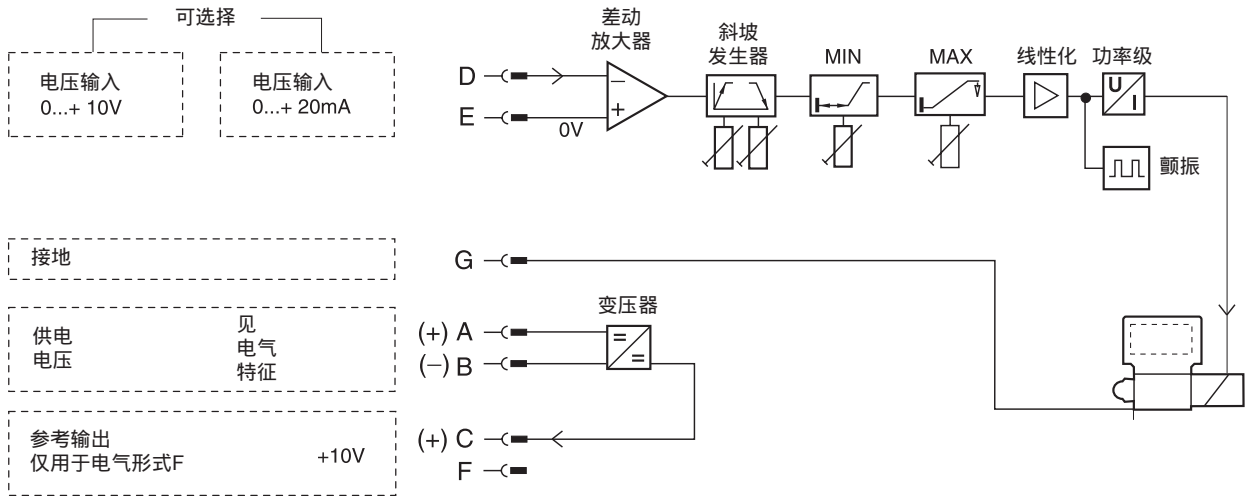 可选择
电压输入
0...+ 10V
电压输入
0...+ 20mA
D
E
0V
差动
放大器
−
+
斜坡
发生器
MIN
MAX
线性化
功率级
U
I
颤振
接地
G
供电
电压
见
电气
特征
(+) A
(−) B
变压器
=
=
参考输出
仅用于电气形式F
+10V
(+) C
F